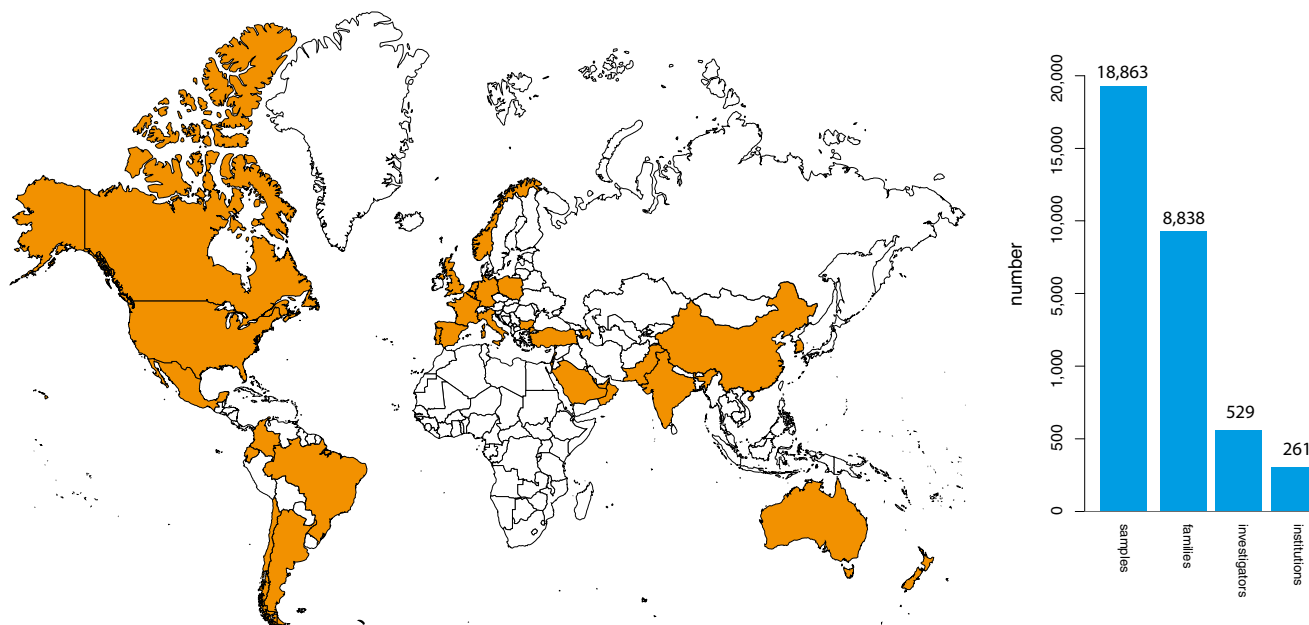 20,000
15,000
10,000
5,000
1,000
500
0
number
18,863
8,838
529
261
samples
families
investigators
institutions